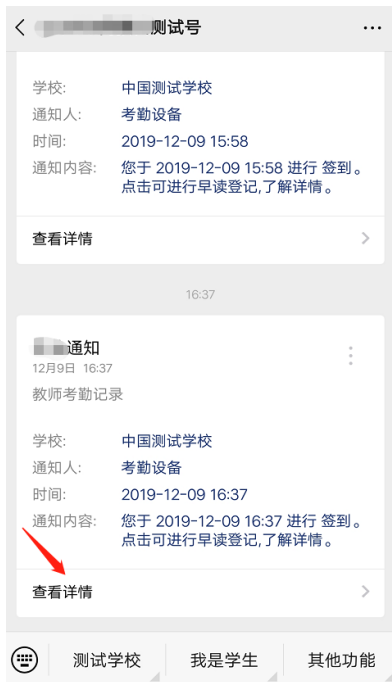 测试号
学校: 中国测试学校
通知人: 考勤设备
时间: 2019-12-09 15:58
通知内容: 您于 2019-12-09 15:58 进行 签到。
点击可进行早读登记,了解详情。
查看详情
16:37
通知
12月9日 16:37
教师考勤记录
学校: 中国测试学校
通知人: 考勤设备
时间: 2019-12-09 16:37
通知内容: 您于 2019-12-09 16:37 进行 签到。
点击可进行早读登记,了解详情。
查看详情
测试学校 我是学生 其他功能